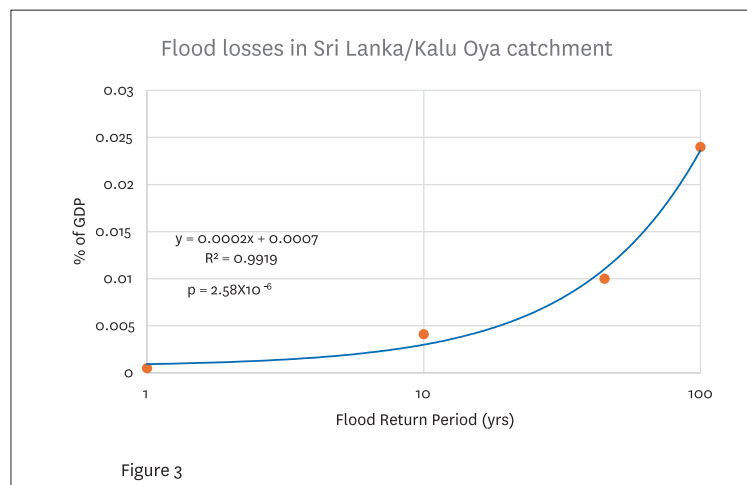 Flood losses in Sri Lanka/Kalu Oya catchment
0.03
0.025
0.02
0.015
0.01
0.005
0
% of GDP
y = 0.0002x + 0.0007
R² = 0.9919
p = 2.58X10⁻⁶
1
10
100
Flood Return Period (yrs)
Figure 3